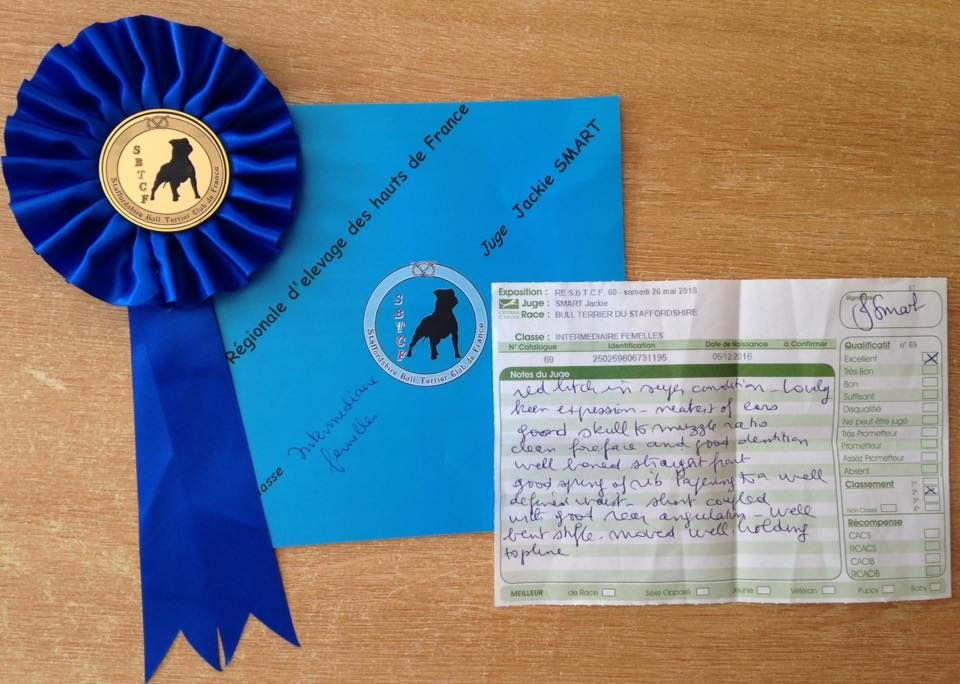 SBTCF
Staffordshire Bull Terrier Club de France
Régionale d'elevage des hauts de France
Juge Jackie SMART
SBTCF
Staffordshire Bull Terrier Club de France
Intermédiaire
femelles
Exposition : RE S.B.T.C.F. 60 - samedi 26 mai 2018
Juge : SMART Jackie
Race : BULL TERRIER DU STAFFORDSHIRE
Classe : INTERMEDIAIRE FEMELLES
N° Catalogue Identification Date de Naissance à Confirmer
69 250269606731195 05/12/2016
Notes du Juge
red bitch in super condition - lovely
keen expression - neatest of ears
good skull to muzzle ratio
clean foreface and good dentition
well boned straight front
good spring of rib tapering to a well
defined waist - short coupled
with good rear angulation - well
bent stifle. moved well holding
topline
MEILLEUR de Race Sexe Opposé Jeune Vétéran Puppy Baby
Signature
J Smart
Qualificatif n° 69
Excellent X
Très Bon
Bon
Suffisant
Disqualifié
Ne peut être jugé
Très Prometteur
Prometteur
Assez Prometteur
Absent
Classement X
Non Classé
Récompense
CACS
RCACS
CACIB
RCACIB